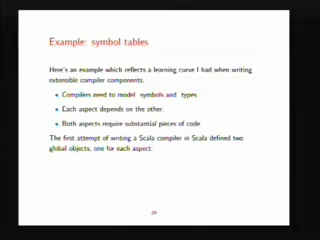 Example: symbol tables
Here's an example which reflects a learning curve I had when writing
extensible compiler components.
• Compilers need to model symbols and types.
• Each aspect depends on the other.
• Both aspects require substantial pieces of code.
The first attempt of writing a Scala compiler in Scala defined two
global objects, one for each aspect:
29